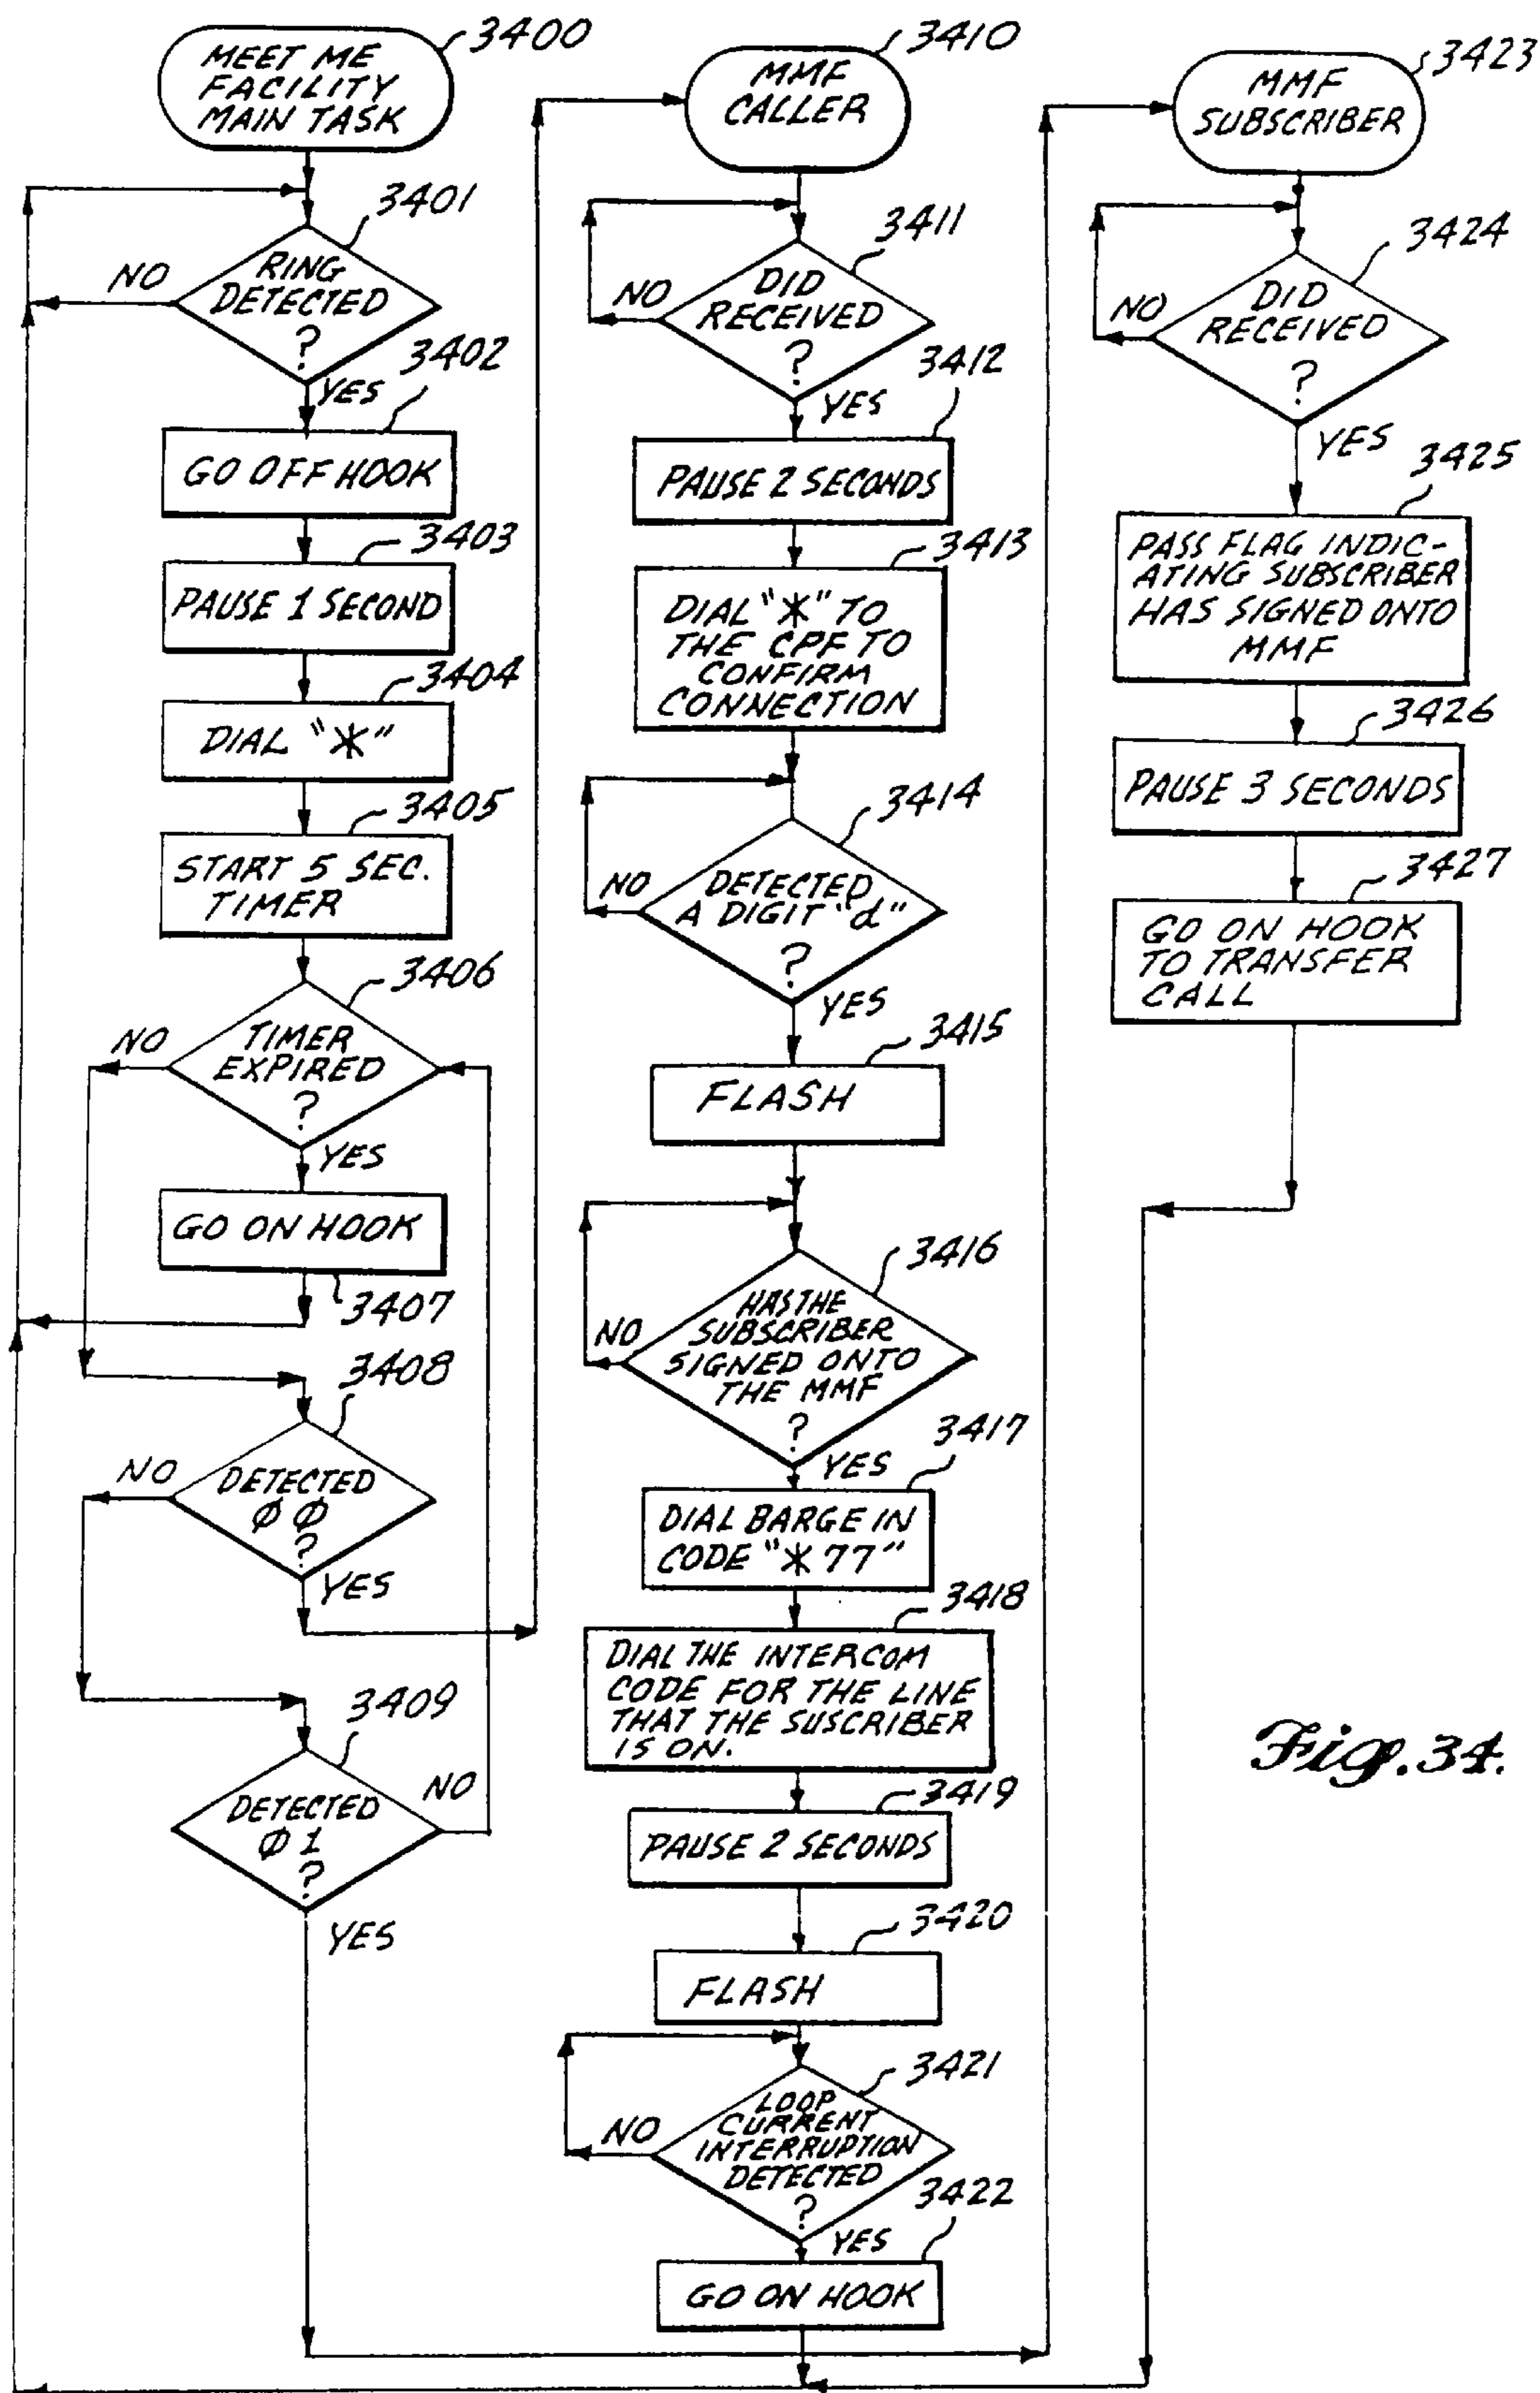 3400
MEET ME
FACILITY
MAIN TASK
3401
RING
DETECTED
?
NO
YES
3402
GO OFF HOOK
3403
PAUSE 1 SECOND
3404
DIAL "*"
3405
START 5 SEC.
TIMER
3406
TIMER
EXPIRED
?
NO
YES
GO ON HOOK
3407
3408
DETECTED
Ø Ø
?
NO
YES
3409
DETECTED
Ø 1
?
NO
YES
3410
MMF
CALLER
3411
DID
RECEIVED
?
NO
YES
3412
PAUSE 2 SECONDS
3413
DIAL "*" TO
THE CPF TO
CONFIRM
CONNECTION
3414
DETECTED
A DIGIT "d"
?
NO
YES
3415
FLASH
3416
HAS THE
SUBSCRIBER
SIGNED ONTO
THE MMF
?
NO
YES
3417
DIAL BARGE IN
CODE "*77"
3418
DIAL THE INTERCOM
CODE FOR THE LINE
THAT THE SUSCRIBER
IS ON.
3419
PAUSE 2 SECONDS
3420
FLASH
3421
LOOP
CURRENT
INTERRUPTION
DETECTED
?
NO
YES
3422
GO ON HOOK
3423
MMF
SUBSCRIBER
3424
DID
RECEIVED
?
NO
YES
3425
PASS FLAG INDIC-
ATING SUBSCRIBER
HAS SIGNED ONTO
MMF
3426
PAUSE 3 SECONDS
3427
GO ON HOOK
TO TRANSFER
CALL
Fig. 34.